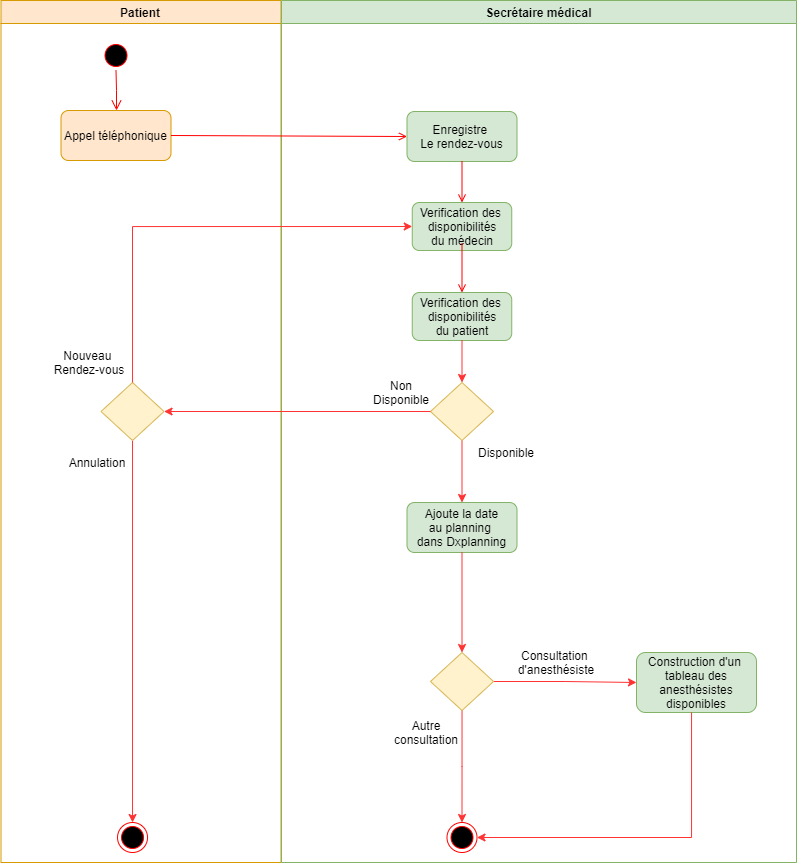 Patient
Secrétaire médical
Appel téléphonique
Enregistre
Le rendez-vous
Verification des
disponibilités
du médecin
Verification des
disponibilités
du patient
Nouveau
Rendez-vous
Non
Disponible
Annulation
Disponible
Ajoute la date
au planning
dans Dxplanning
Consultation
d'anesthésiste
Construction d'un
tableau des
anesthésistes
disponibles
Autre
consultation